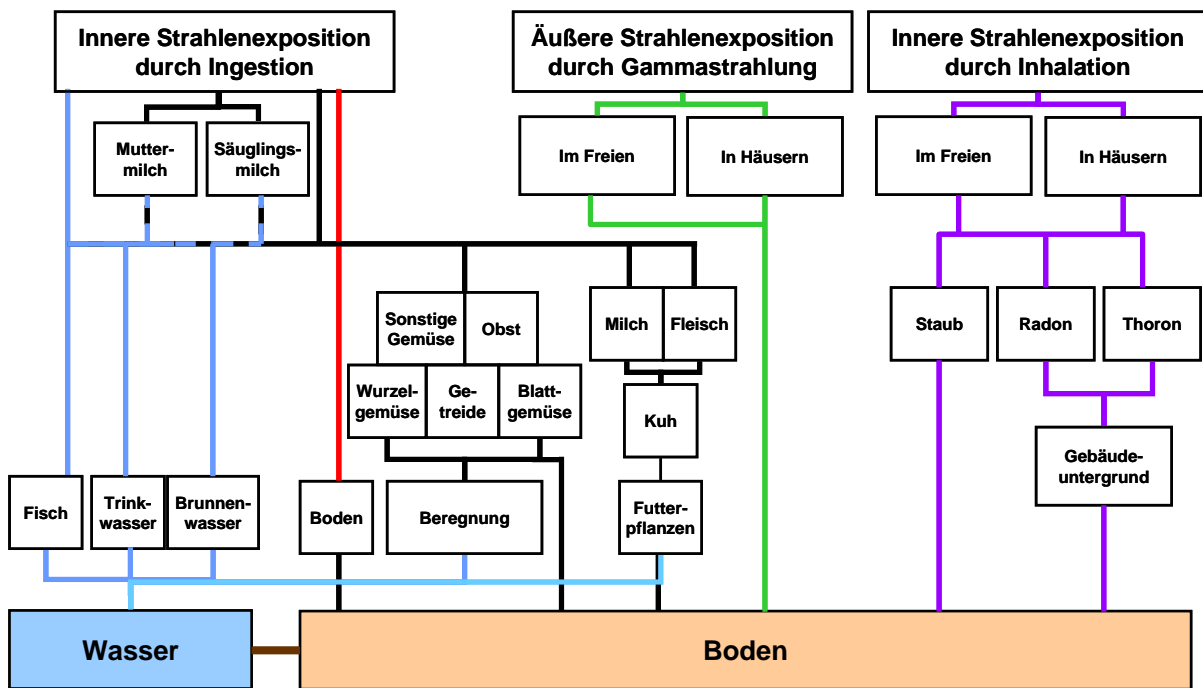 Innere Strahlenexposition
durch Ingestion
Äußere Strahlenexposition
durch Gammastrahlung
Innere Strahlenexposition
durch Inhalation
Mutter-
milch
Säuglings-
milch
Im Freien
In Häusern
Im Freien
In Häusern
Sonstige
Gemüse
Obst
Milch
Fleisch
Staub
Radon
Thoron
Wurzel-
gemüse
Ge-
treide
Blatt-
gemüse
Kuh
Gebäude-
untergrund
Fisch
Trink-
wasser
Brunnen-
wasser
Boden
Beregnung
Futter-
pflanzen
Wasser
Boden